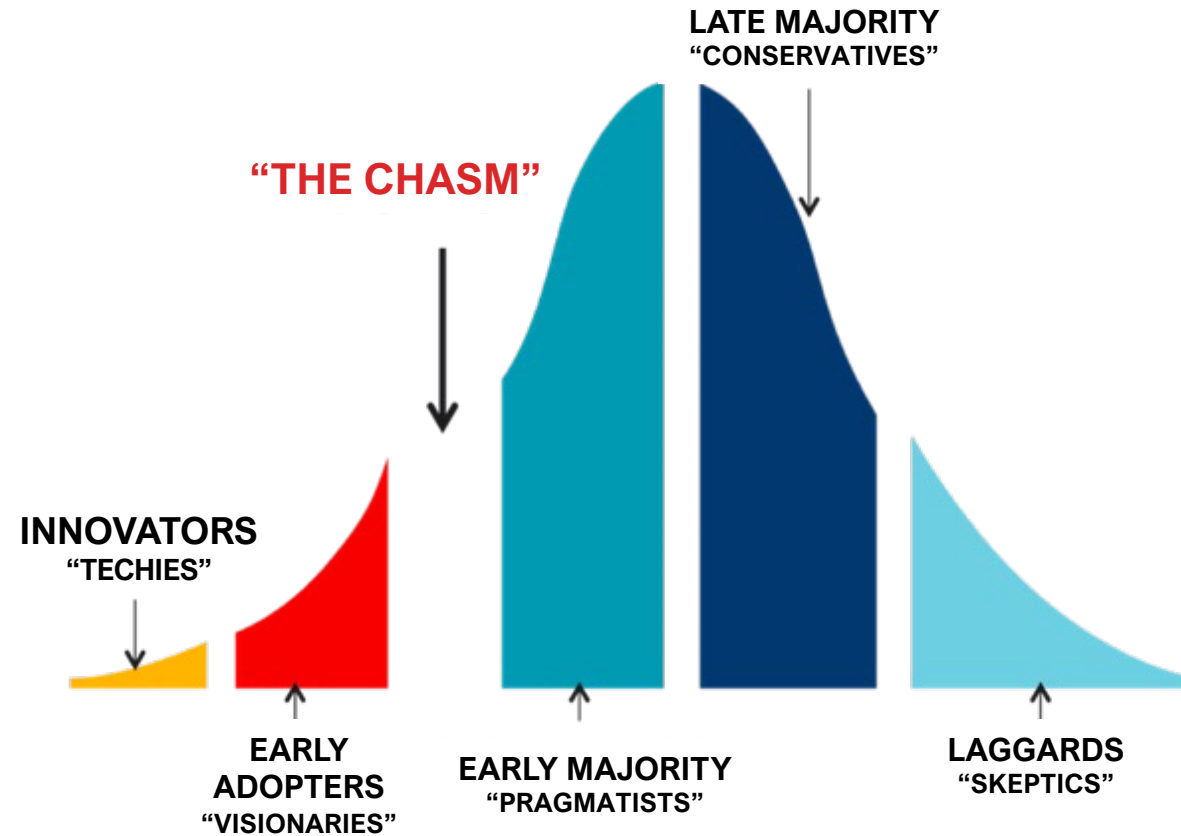 LATE MAJORITY
“CONSERVATIVES”
“THE CHASM”
INNOVATORS
“TECHIES”
EARLY
ADOPTERS
“VISIONARIES”
EARLY MAJORITY
“PRAGMATISTS”
LAGGARDS
“SKEPTICS”